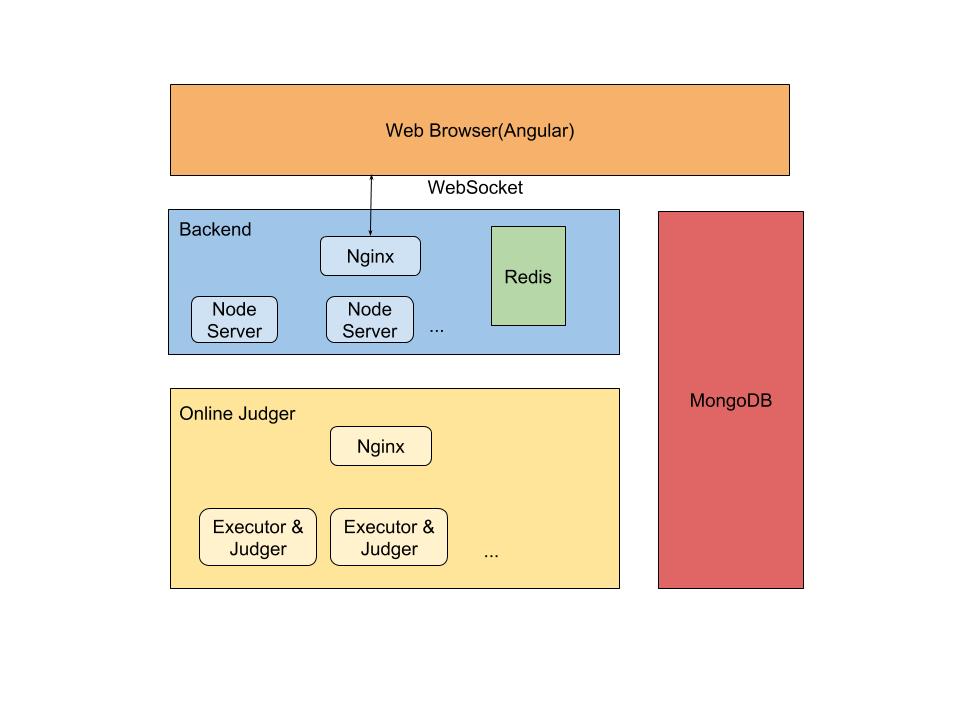 Web Browser(Angular)
WebSocket
Backend
Nginx
Redis
Node
Server
Node
Server
...
Online Judger
Nginx
Executor &
Judger
Executor &
Judger
...
MongoDB